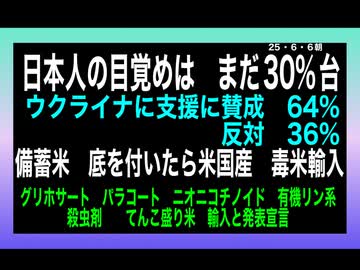 25・6・6朝
日本人の目覚めは　まだ30%台
ウクライナに支援に賛成　64%
反対　36%
備蓄米　底を付いたら米国産　毒米輸入
グリホサート　パラコート　ニオニコチノイド　有機リン系
殺虫剤　てんこ盛り米　輸入と発表宣言